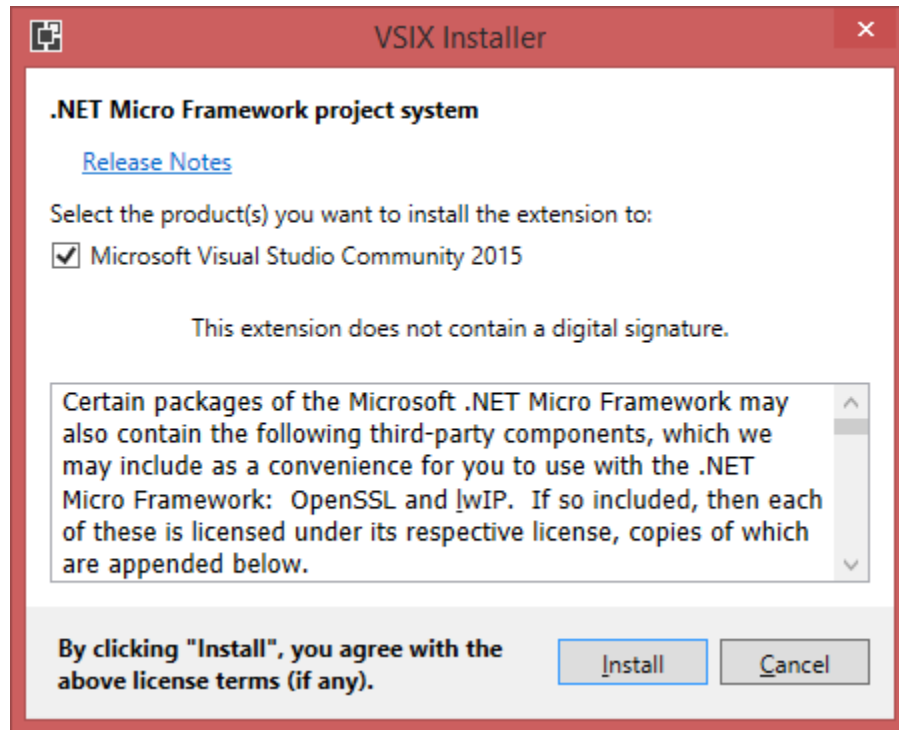 VSIX Installer
.NET Micro Framework project system
Release Notes
Select the product(s) you want to install the extension to:
Microsoft Visual Studio Community 2015
This extension does not contain a digital signature.
Certain packages of the Microsoft .NET Micro Framework may
also contain the following third-party components, which we
may include as a convenience for you to use with the .NET
Micro Framework:  OpenSSL and lwIP.  If so included, then each
of these is licensed under its respective license, copies of which
are appended below.
By clicking "Install", you agree with the
above license terms (if any).
Install
Cancel